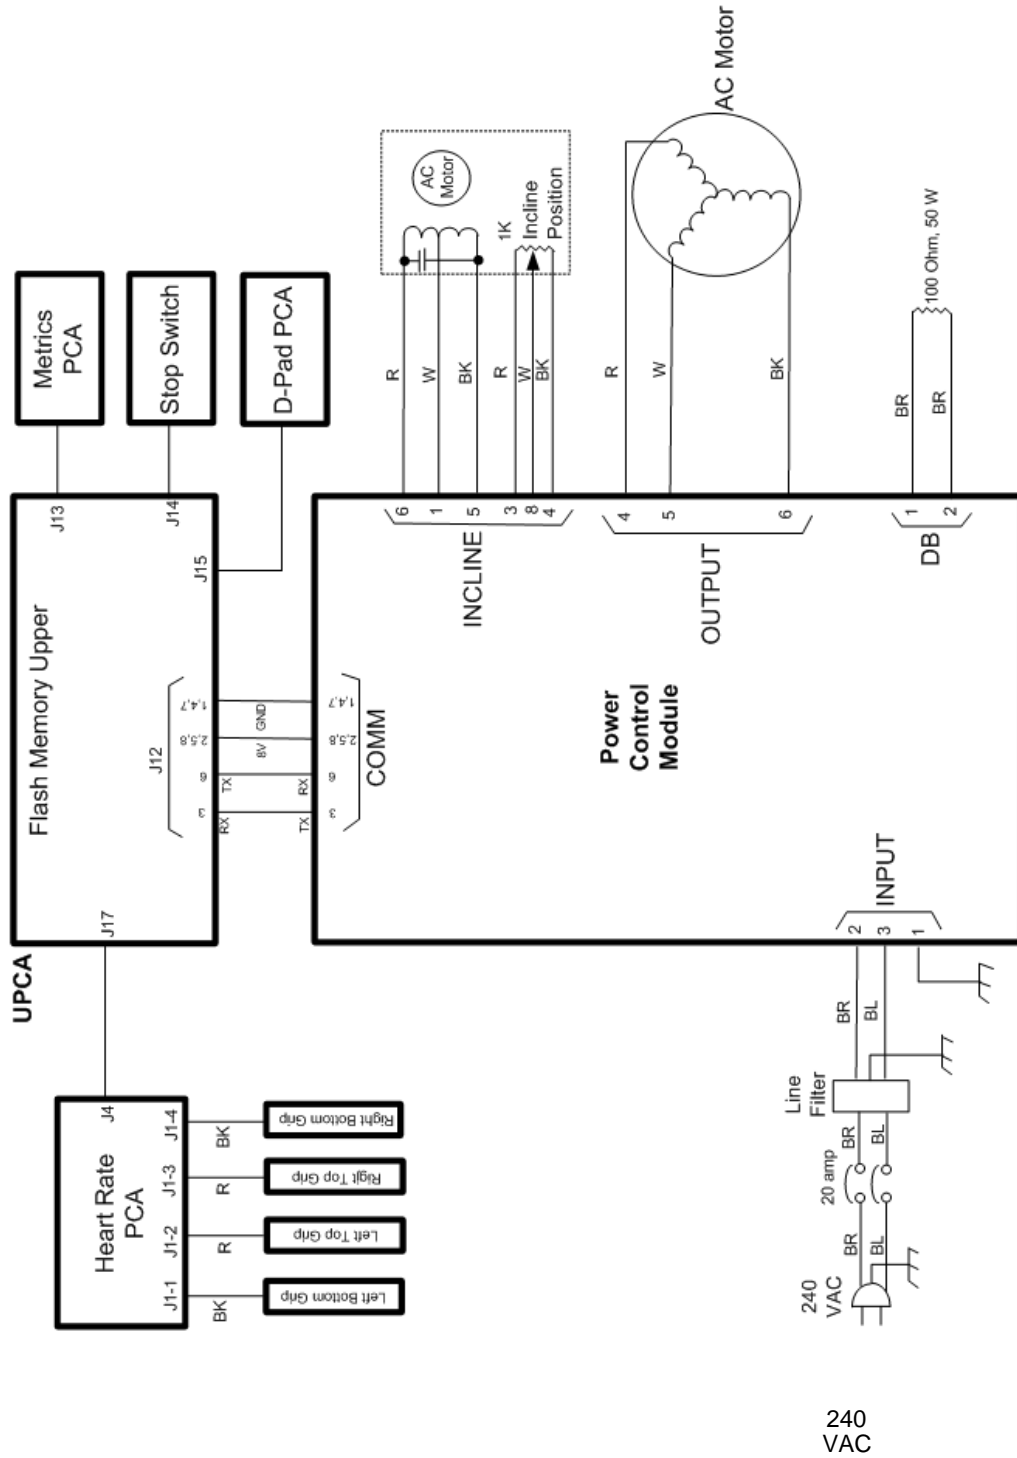 UPCA
Flash Memory Upper
J17
J12
J13
J14
J15
3
6
2,5,8
1,4,7
RX
TX
8V
GND
TX
RX
3
6
2,5,8
1,4,7
COMM
Metrics
PCA
Stop Switch
D-Pad PCA
Heart Rate
PCA
J4
J1-1
J1-2
J1-3
J1-4
BK
R
R
BK
Left Bottom Grip
Left Top Grip
Rigjt Top Grip
Right Bottom Grip
Power
Control
Module
INCLINE
6
1
5
3
8
4
R
W
BK
R
W
BK
AC
Motor
1K
Incline
Position
OUTPUT
4
5
6
R
W
BK
AC Motor
DB
1
2
BR
BR
100 Ohm, 50 W
INPUT
2
3
1
BR
BL
Line
Filter
BR
BL
20 amp
BR
BL
240
VAC
240
VAC